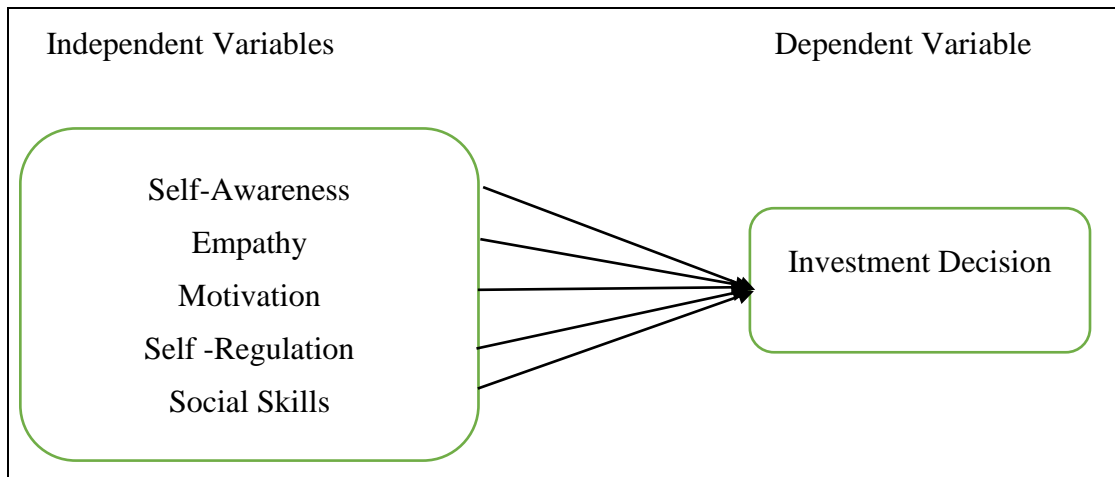 Independent Variables
Dependent Variable
Self-Awareness
Empathy
Motivation
Self -Regulation
Social Skills
Investment Decision